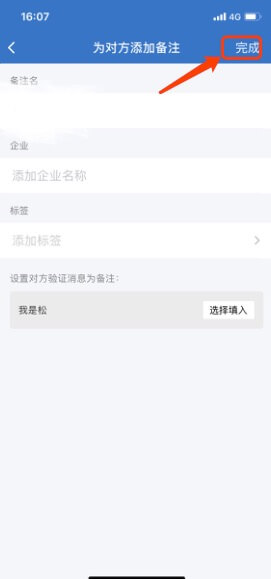 16:07
4G
为对方添加备注
完成
备注名
企业
添加企业名称
标签
添加标签
设置对方验证消息为备注：
我是松
选择填入